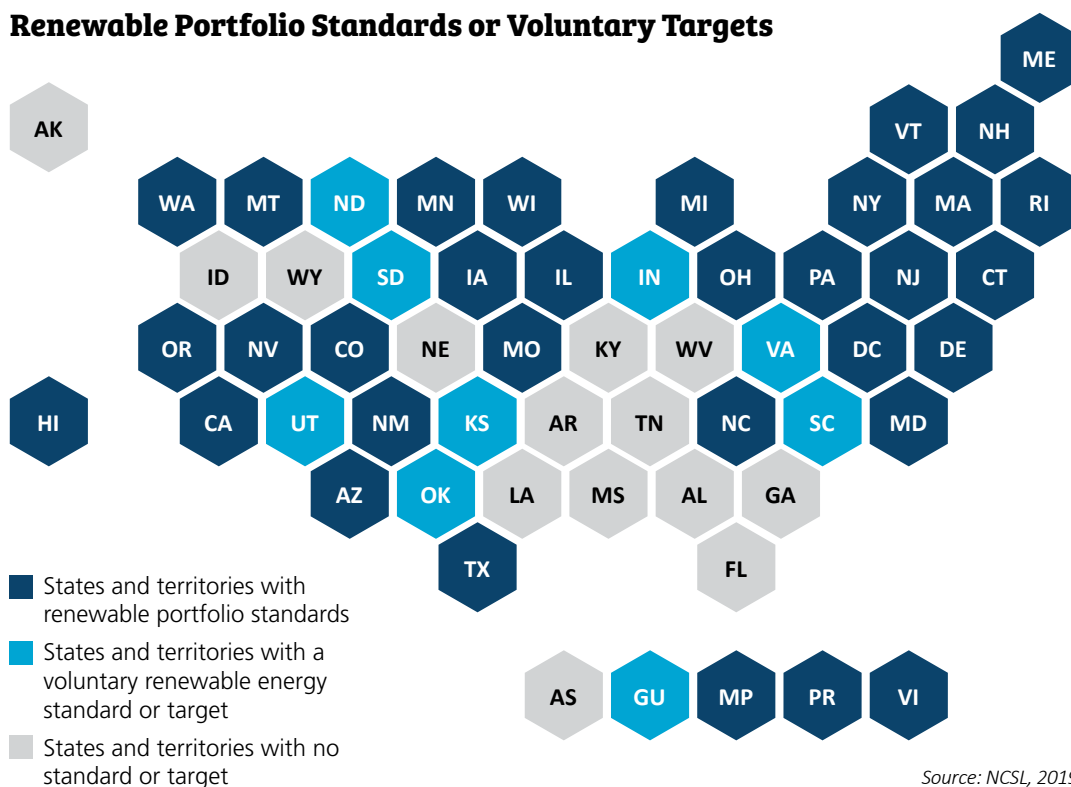 Renewable Portfolio Standards or Voluntary Targets
ME
AK
VT NH
WA MT ND MN WI MI NY MA RI
ID WY SD IA IL IN OH PA NJ CT
OR NV CO NE MO KY WV VA DC DE
HI CA UT NM KS AR TN NC SC MD
AZ OK LA MS AL GA
TX FL
States and territories with
renewable portfolio standards
States and territories with a
voluntary renewable energy
standard or target
States and territories with no
standard or target
AS GU MP PR VI
Source: NCSL, 2019